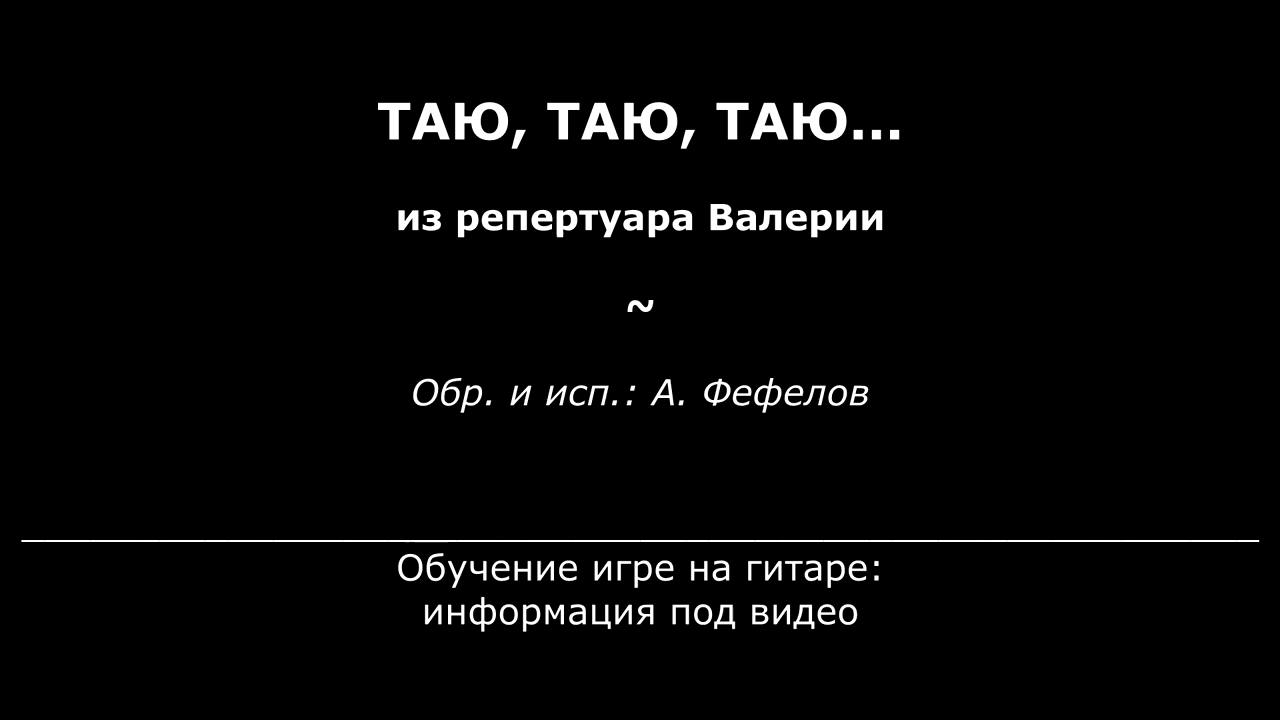 ТАЮ, ТАЮ, ТАЮ...
из репертуара Валерии
~
Обр. и исп.: А. Фефелов
Обучение игре на гитаре:
информация под видео